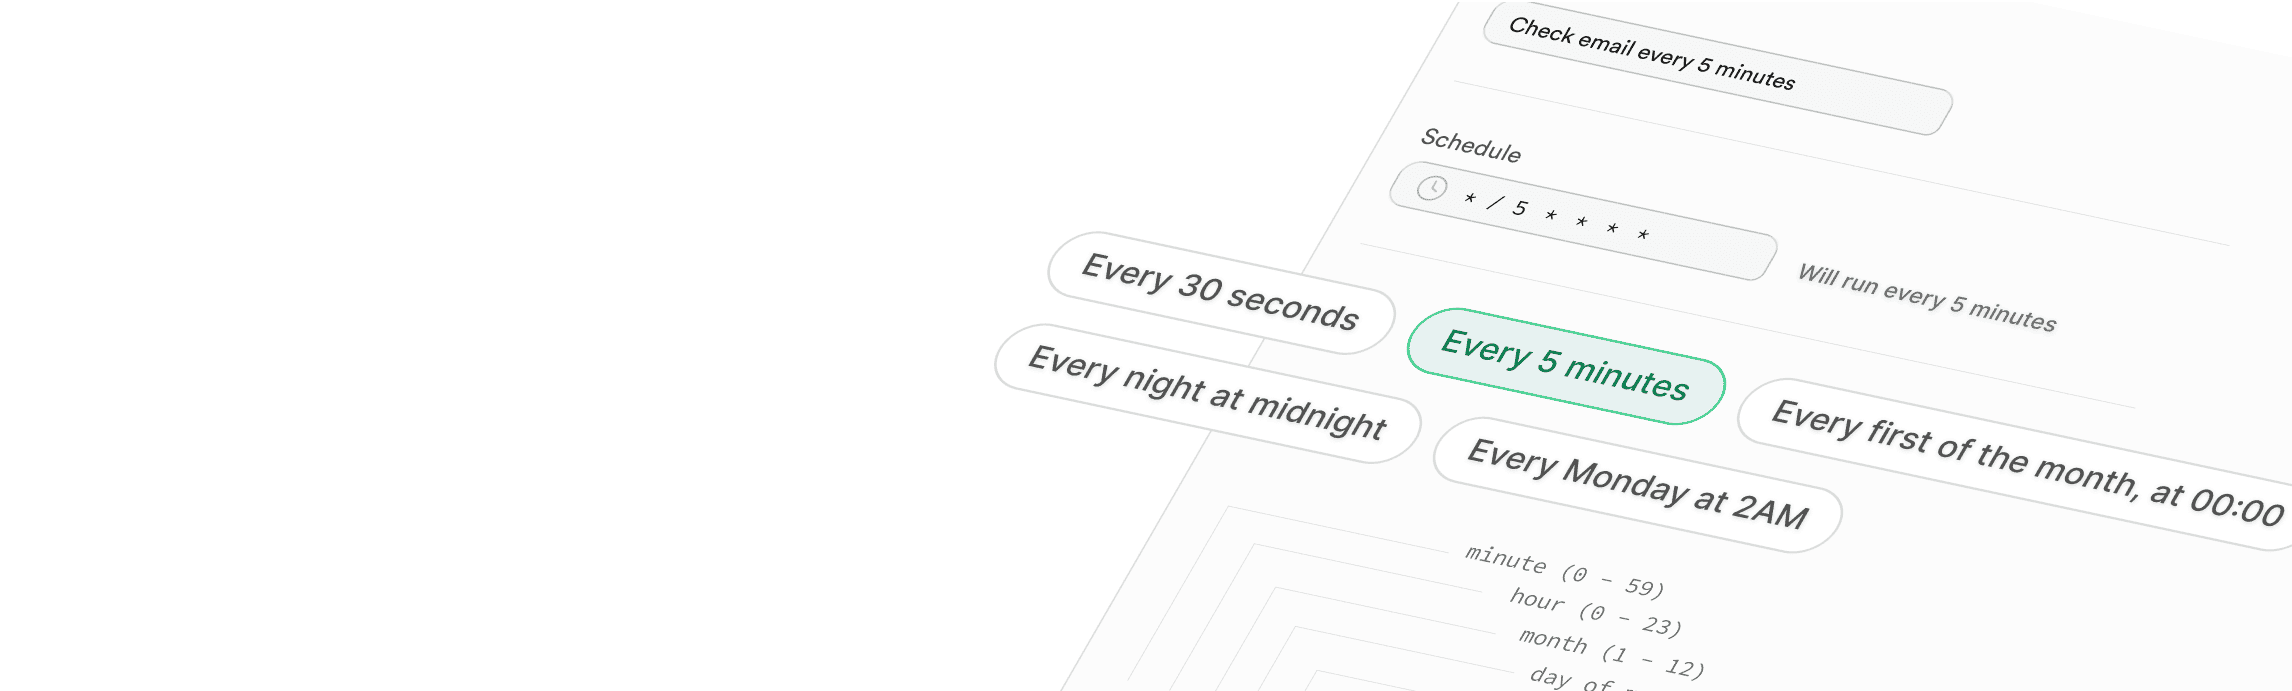 Check email every 5 minutes
Schedule
* / 5 * * * *
Will run every 5 minutes
Every 30 seconds
Every 5 minutes
Every first of the month, at 00:00
Every night at midnight
Every Monday at 2AM
minute (0 – 59)
hour (0 – 23)
month (1 – 12)
day of